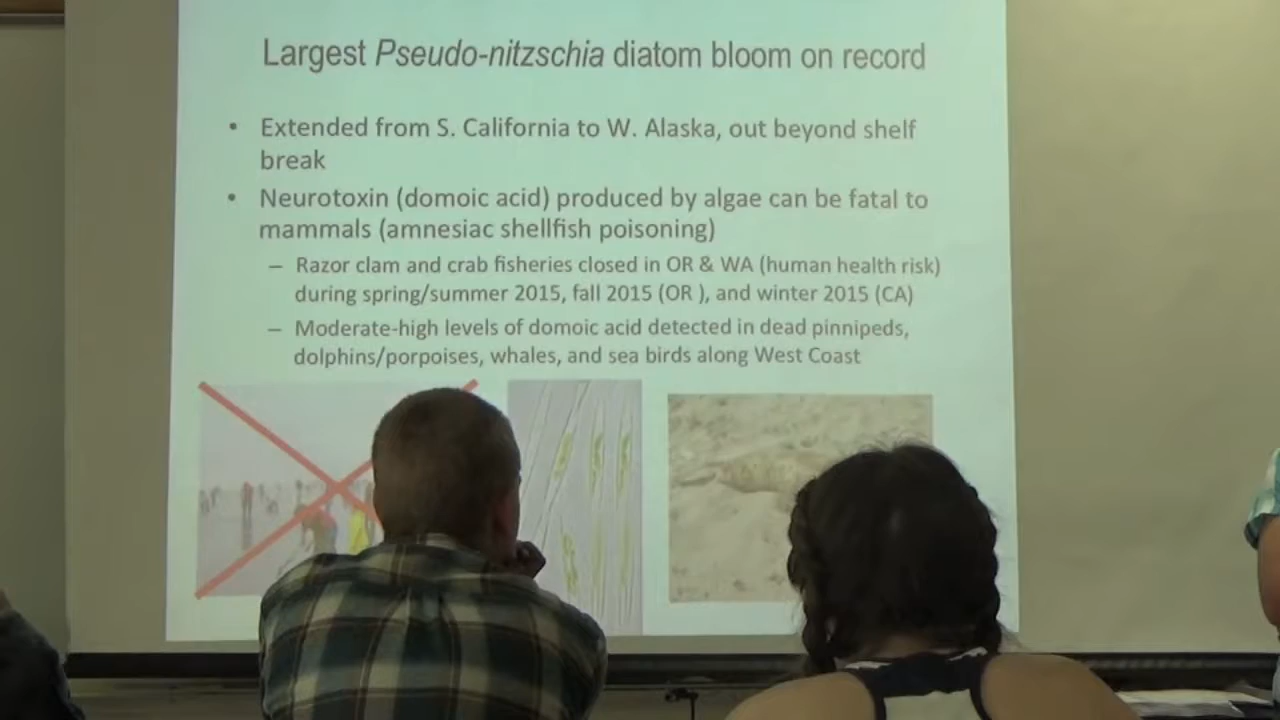 Largest Pseudo-nitzschia diatom bloom on record
• Extended from S. California to W. Alaska, out beyond shelf
break
• Neurotoxin (domoic acid) produced by algae can be fatal to
mammals (amnesiac shellfish poisoning)
– Razor clam and crab fisheries closed in OR & WA (human health risk)
during spring/summer 2015, fall 2015 (OR ), and winter 2015 (CA)
– Moderate-high levels of domoic acid detected in dead pinnipeds,
dolphins/porpoises, whales, and sea birds along West Coast